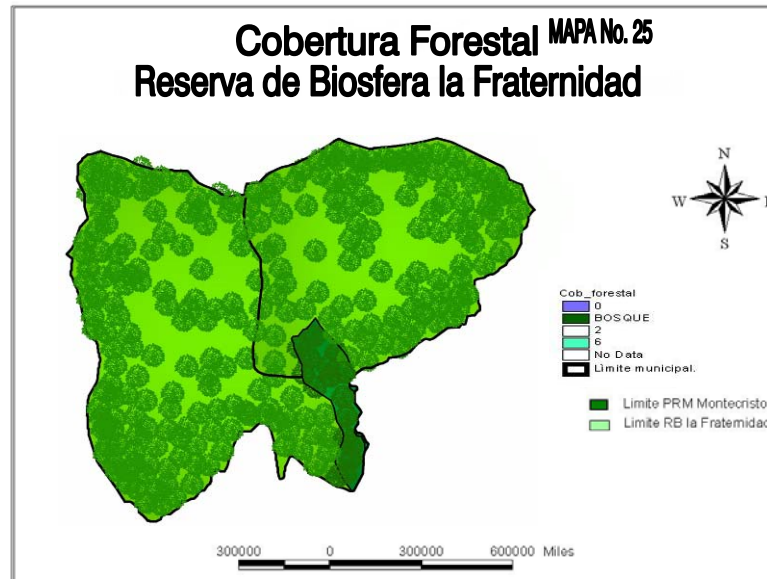 Cobertura Forestal MAPA No. 25
Reserva de Biosfera la Fraternidad
N
W
S
Cob_forestal
0
BOSQUE
2
6
No Data
Límite municipal.
Limite PRM Montecristo
Limite RB la Fraternidad
300000 0 300000 600000 Miles